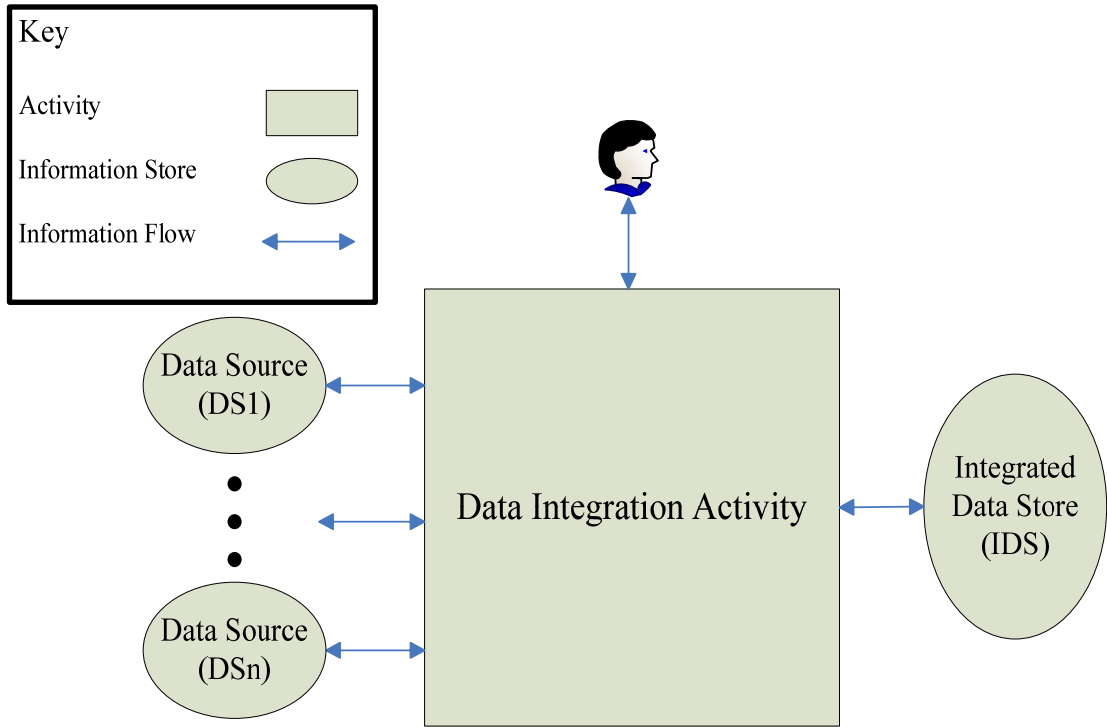 Key
Activity
Information Store
Information Flow
Data Source
(DS1)
Data Source
(DSn)
Data Integration Activity
Integrated
Data Store
(IDS)